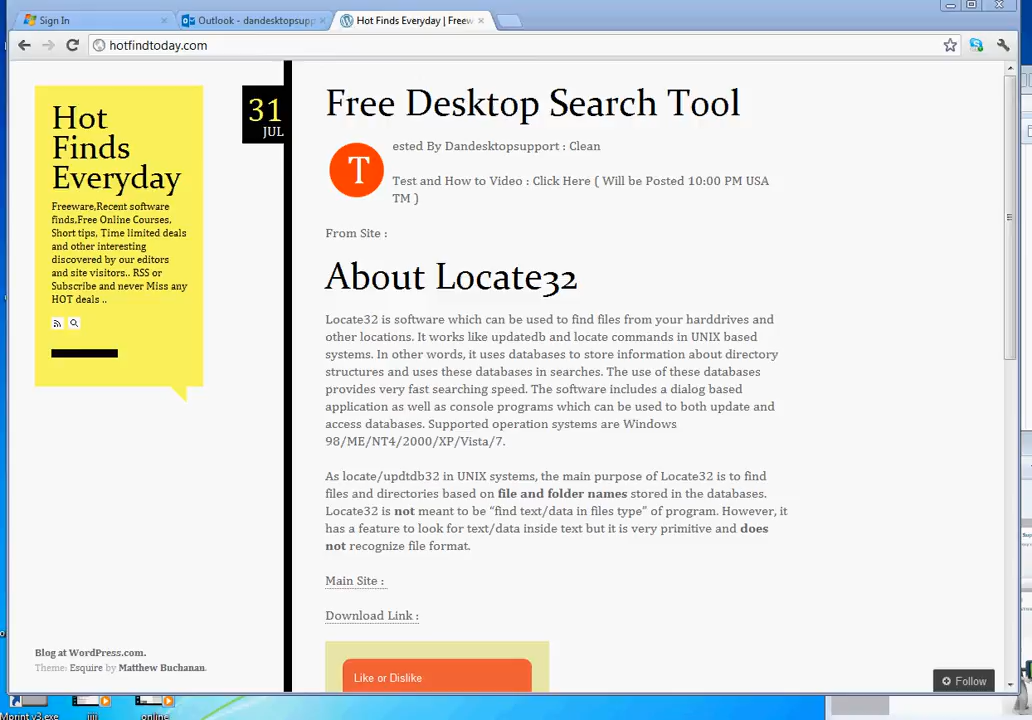 Sign In
Outlook - dandesktopsupp
Hot Finds Everyday | Freew
hotfindtoday.com
Hot
Finds
Everyday
Freeware,Recent software
finds,Free Online Courses,
Short tips, Time limited deals
and other interesting
discovered by our editors
and site visitors.. RSS or
Subscribe and never Miss any
HOT deals ..
31
JUL
Free Desktop Search Tool
T
ested By Dandesktopsupport : Clean
Test and How to Video : Click Here ( Will be Posted 10:00 PM USA
TM )
From Site :
About Locate32
Locate32 is software which can be used to find files from your harddrives and
other locations. It works like updatedb and locate commands in UNIX based
systems. In other words, it uses databases to store information about directory
structures and uses these databases in searches. The use of these databases
provides very fast searching speed. The software includes a dialog based
application as well as console programs which can be used to both update and
access databases. Supported operation systems are Windows
98/ME/NT4/2000/XP/Vista/7.
As locate/updtdb32 in UNIX systems, the main purpose of Locate32 is to find
files and directories based on file and folder names stored in the databases.
Locate32 is not meant to be “find text/data in files type” of program. However, it
has a feature to look for text/data inside text but it is very primitive and does
not recognize file format.
Main Site :
Download Link :
Like or Dislike
Blog at WordPress.com.
Theme: Esquire by Matthew Buchanan.
Follow
Mprint v3.exe
online